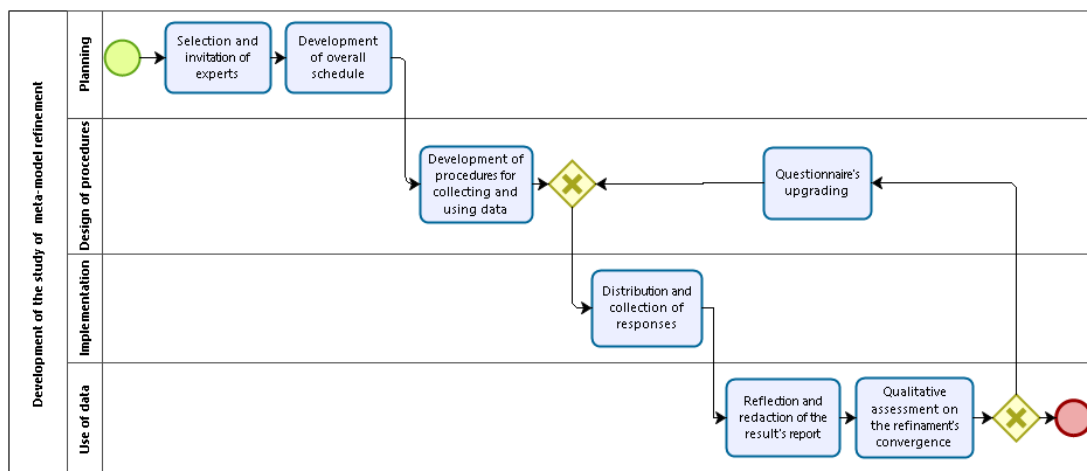 Development of the study of meta-model refinement
Planning
Selection and
invitation of
experts
Development
of overall
schedule
Design of procedures
Development of
procedures for
collecting and
using data
Questionnaire's
upgrading
Implementation
Distribution and
collection of
responses
Use of data
Reflection and
redaction of the
result's report
Qualitative
assessment on
the refinament's
convergence